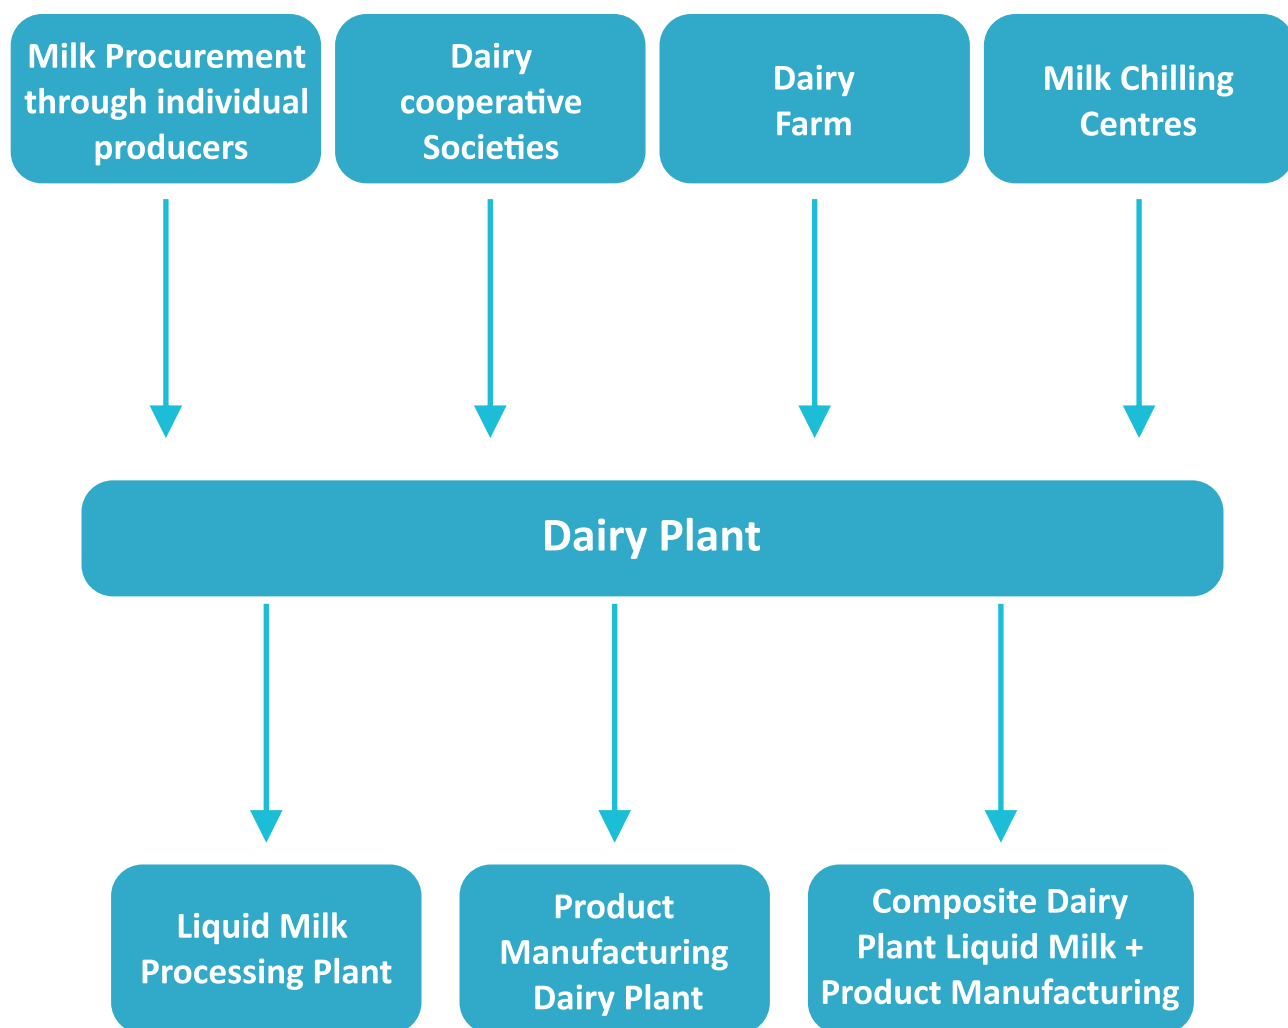 Milk Procurement
through individual
producers
Dairy
cooperative
Societies
Dairy
Farm
Milk Chilling
Centres
Dairy Plant
Liquid Milk
Processing Plant
Product
Manufacturing
Dairy Plant
Composite Dairy
Plant Liquid Milk +
Product Manufacturing